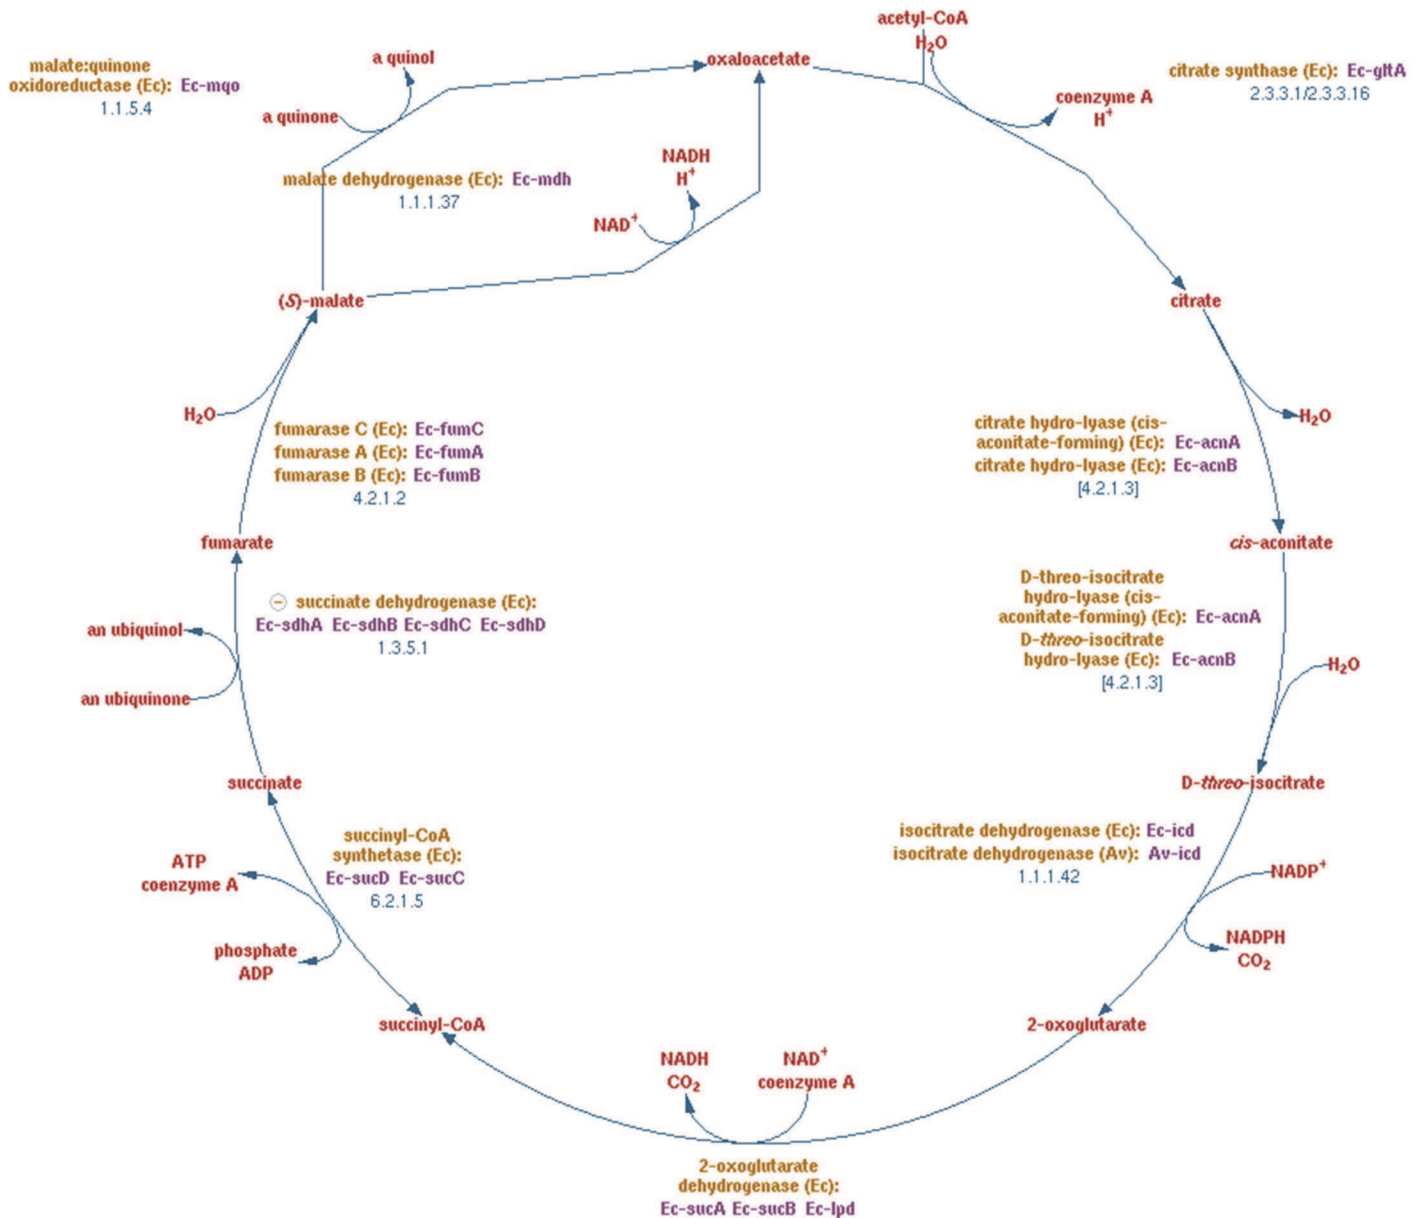 acetyl-CoA
H₂O
oxaloacetate
a quinol
malate:quinone
oxidoreductase (Ec): Ec-mqo
1.1.5.4
a quinone
citrate synthase (Ec): Ec-gltA
2.3.3.1/2.3.3.16
coenzyme A
H⁺
NADH
H⁺
malate dehydrogenase (Ec): Ec-mdh
1.1.1.37
NAD⁺
(S)-malate
citrate
H₂O
fumarase C (Ec): Ec-fumC
fumarase A (Ec): Ec-fumA
fumarase B (Ec): Ec-fumB
4.2.1.2
citrate hydro-lyase (cis-
aconitate-forming) (Ec): Ec-acnA
citrate hydro-lyase (Ec): Ec-acnB
[4.2.1.3]
H₂O
fumarate
cis-aconitate
succinate dehydrogenase (Ec):
Ec-sdhA Ec-sdhB Ec-sdhC Ec-sdhD
1.3.5.1
an ubiquinol
an ubiquinone
D-threo-isocitrate
hydro-lyase (cis-
aconitate-forming) (Ec): Ec-acnA
D-threo-isocitrate
hydro-lyase (Ec): Ec-acnB
[4.2.1.3]
H₂O
succinate
D-threo-isocitrate
succinyl-CoA
synthetase (Ec):
Ec-sucD Ec-sucC
6.2.1.5
ATP
coenzyme A
phosphate
ADP
isocitrate dehydrogenase (Ec): Ec-icd
isocitrate dehydrogenase (Av): Av-icd
1.1.1.42
NADP⁺
NADPH
CO₂
succinyl-CoA
2-oxoglutarate
NADH
CO₂
NAD⁺
coenzyme A
2-oxoglutarate
dehydrogenase (Ec):
Ec-sucA Ec-sucB Ec-lpd